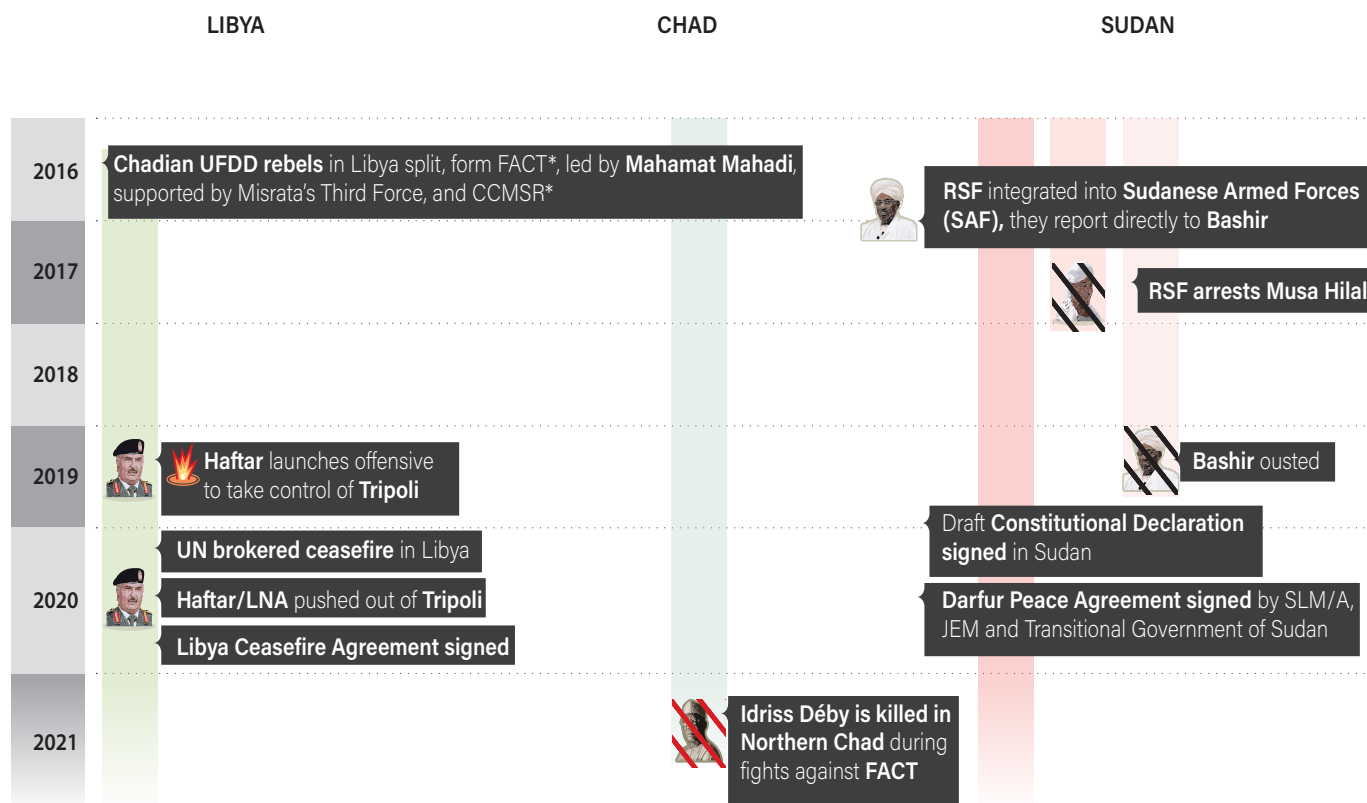 LIBYA
CHAD
SUDAN
2016
Chadian UFDD rebels in Libya split, form FACT*, led by Mahamat Mahadi,
supported by Misrata's Third Force, and CCMSR*
RSF integrated into Sudanese Armed Forces
(SAF), they report directly to Bashir
2017
RSF arrests Musa Hilal
2018
2019
Haftar launches offensive
to take control of Tripoli
Bashir ousted
Draft Constitutional Declaration
signed in Sudan
2020
UN brokered ceasefire in Libya
Haftar/LNA pushed out of Tripoli
Libya Ceasefire Agreement signed
Darfur Peace Agreement signed by SLM/A,
JEM and Transitional Government of Sudan
2021
Idriss Déby is killed in
Northern Chad during
fights against FACT